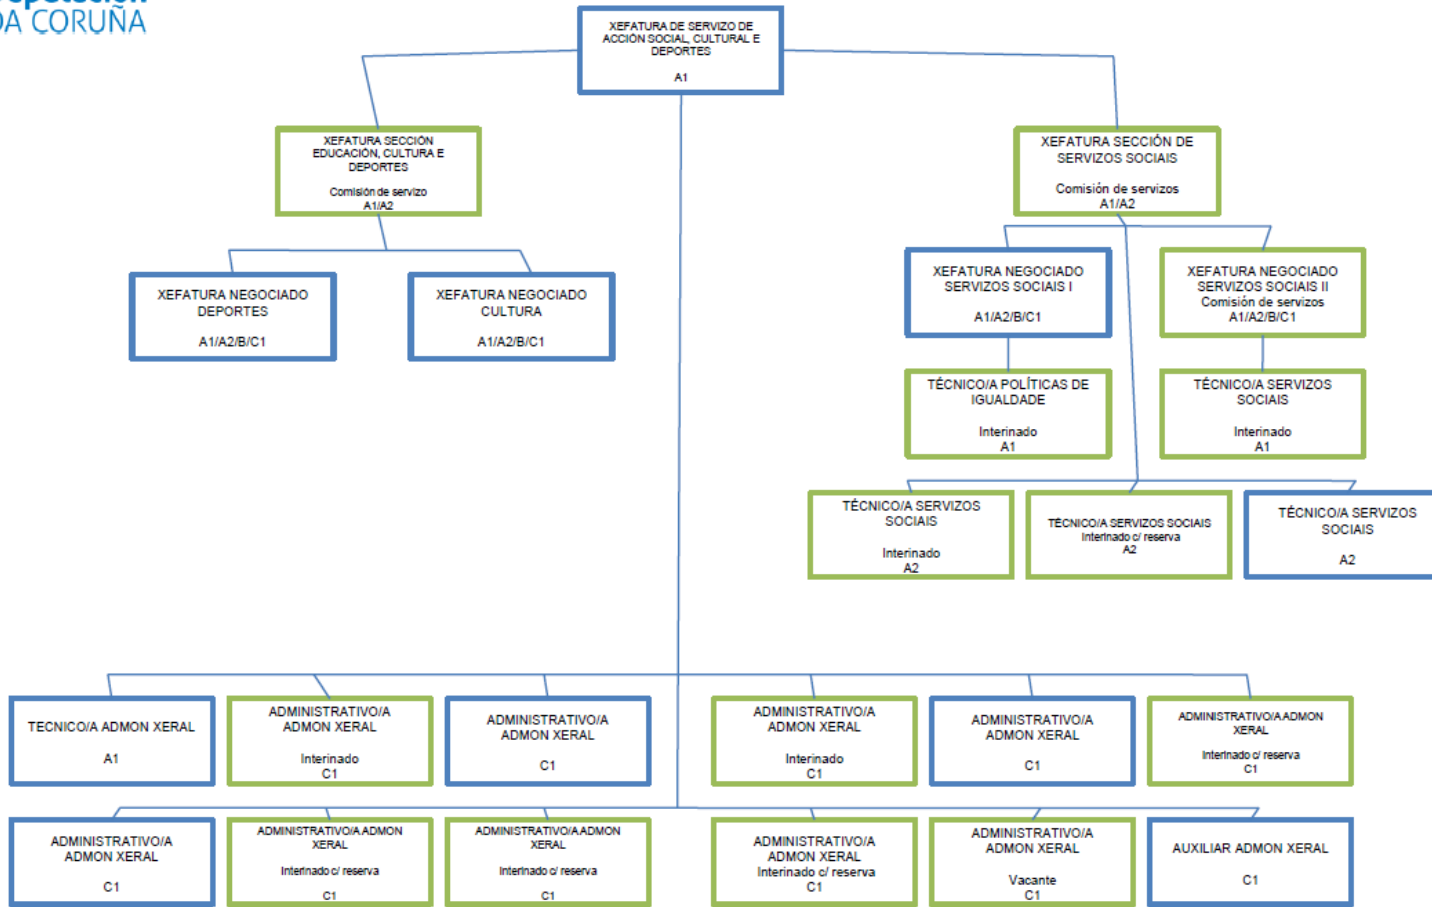 DA CORUÑA
XEFATURA DE SERVIZO DE
ACCIÓN SOCIAL, CULTURAL E
DEPORTES
A1
XEFATURA SECCIÓN
EDUCACIÓN, CULTURA E
DEPORTES
Comisión de servizo
A1/A2
XEFATURA SECCIÓN DE
SERVIZOS SOCIAIS
Comisión de servizos
A1/A2
XEFATURA NEGOCIADO
DEPORTES
A1/A2/B/C1
XEFATURA NEGOCIADO
CULTURA
A1/A2/B/C1
XEFATURA NEGOCIADO
SERVIZOS SOCIAIS I
A1/A2/B/C1
XEFATURA NEGOCIADO
SERVIZOS SOCIAIS II
Comisión de servizos
A1/A2/B/C1
TÉCNICO/A POLÍTICAS DE
IGUALDADE
Interinado
A1
TÉCNICO/A SERVIZOS
SOCIAIS
Interinado
A1
TÉCNICO/A SERVIZOS
SOCIAIS
Interinado
A2
TÉCNICO/A SERVIZOS SOCIAIS
Interinado c/ reserva
A2
TÉCNICO/A SERVIZOS
SOCIAIS
A2
TECNICO/A ADMON XERAL
A1
ADMINISTRATIVO/A
ADMON XERAL
Interinado
C1
ADMINISTRATIVO/A
ADMON XERAL
C1
ADMINISTRATIVO/A
ADMON XERAL
Interinado
C1
ADMINISTRATIVO/A
ADMON XERAL
C1
ADMINISTRATIVO/A ADMON
XERAL
Interinado c/ reserva
C1
ADMINISTRATIVO/A
ADMON XERAL
C1
ADMINISTRATIVO/A ADMON
XERAL
Interinado c/ reserva
C1
ADMINISTRATIVO/A ADMON
XERAL
Interinado c/ reserva
C1
ADMINISTRATIVO/A
ADMON XERAL
Interinado c/ reserva
C1
ADMINISTRATIVO/A
ADMON XERAL
Vacante
C1
AUXILIAR ADMON XERAL
C1